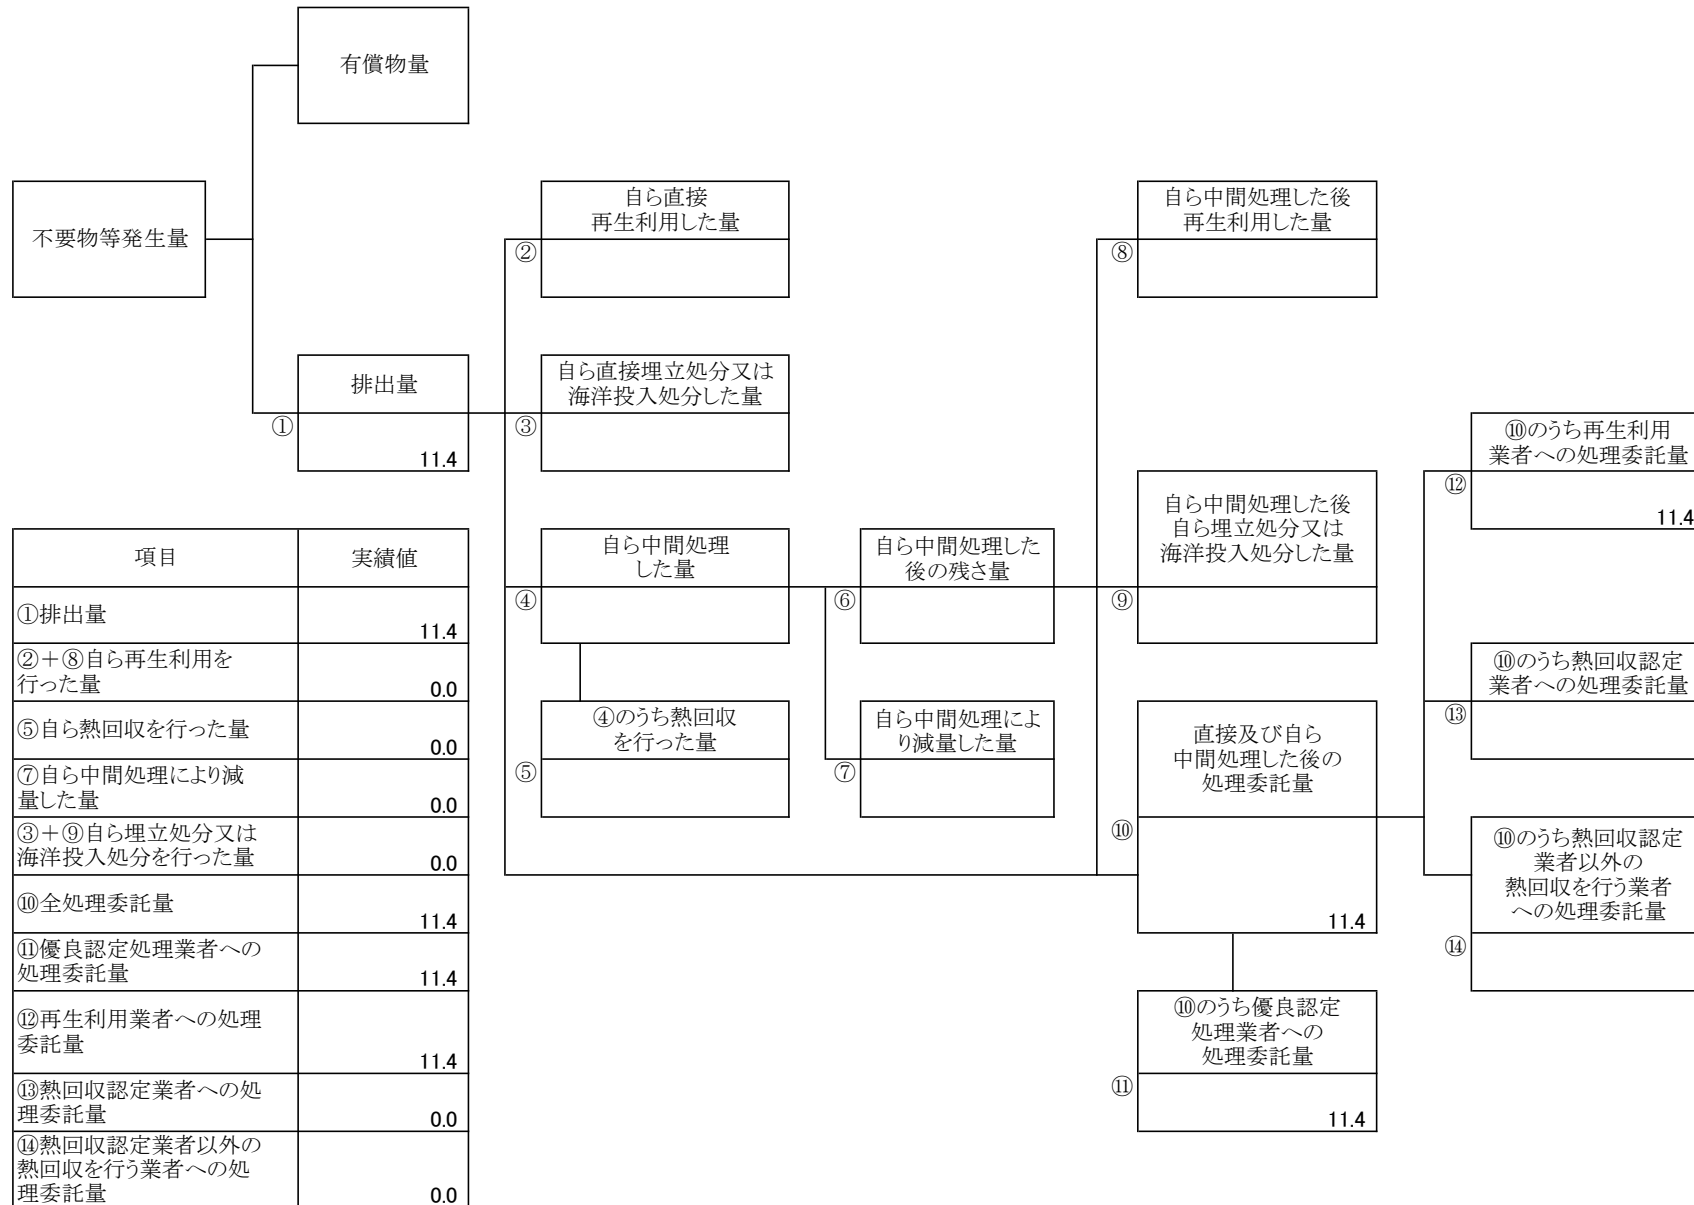 有償物量
不要物等発生量
自ら直接
再生利用した量
②
自ら中間処理した後
再生利用した量
⑧
排出量
①
11.4
自ら直接埋立処分又は
海洋投入処分した量
③
⑩のうち再生利用
業者への処理委託量
⑫
11.4
自ら中間処理
した量
④
自ら中間処理した
後の残さ量
⑥
自ら中間処理した後
自ら埋立処分又は
海洋投入処分した量
⑨
④のうち熱回収
を行った量
⑤
自ら中間処理によ
り減量した量
⑦
直接及び自ら
中間処理した後の
処理委託量
⑩
11.4
⑩のうち熱回収認定
業者への処理委託量
⑬
⑩のうち熱回収認定
業者以外の
熱回収を行う業者
への処理委託量
⑭
⑩のうち優良認定
処理業者への
処理委託量
⑪
11.4
項目 実績値
①排出量
11.4
②+⑧自ら再生利用を
行った量
0.0
⑤自ら熱回収を行った量
0.0
⑦自ら中間処理により減
量した量
0.0
③+⑨自ら埋立処分又は
海洋投入処分を行った量
0.0
⑩全処理委託量
11.4
⑪優良認定処理業者への
処理委託量
11.4
⑫再生利用業者への処理
委託量
11.4
⑬熱回収認定業者への処
理委託量
0.0
⑭熱回収認定業者以外の
熱回収を行う業者への処
理委託量
0.0